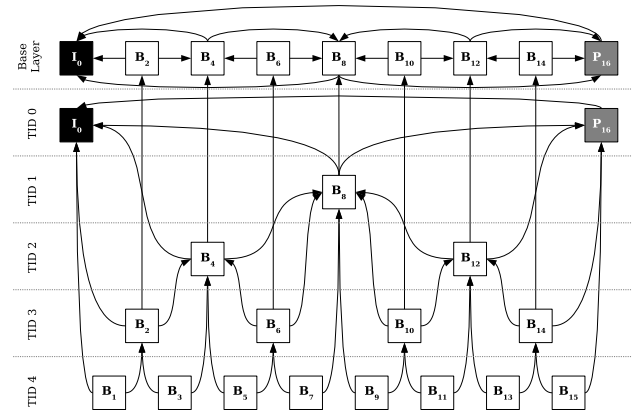 Base
Layer
I0 B2 B4 B6 B8 B10 B12 B14 P16
TID 0
I0 P16
TID 1
B8
TID 2
B4 B12
TID 3
B2 B6 B10 B14
TID 4
B1 B3 B5 B7 B9 B11 B13 B15